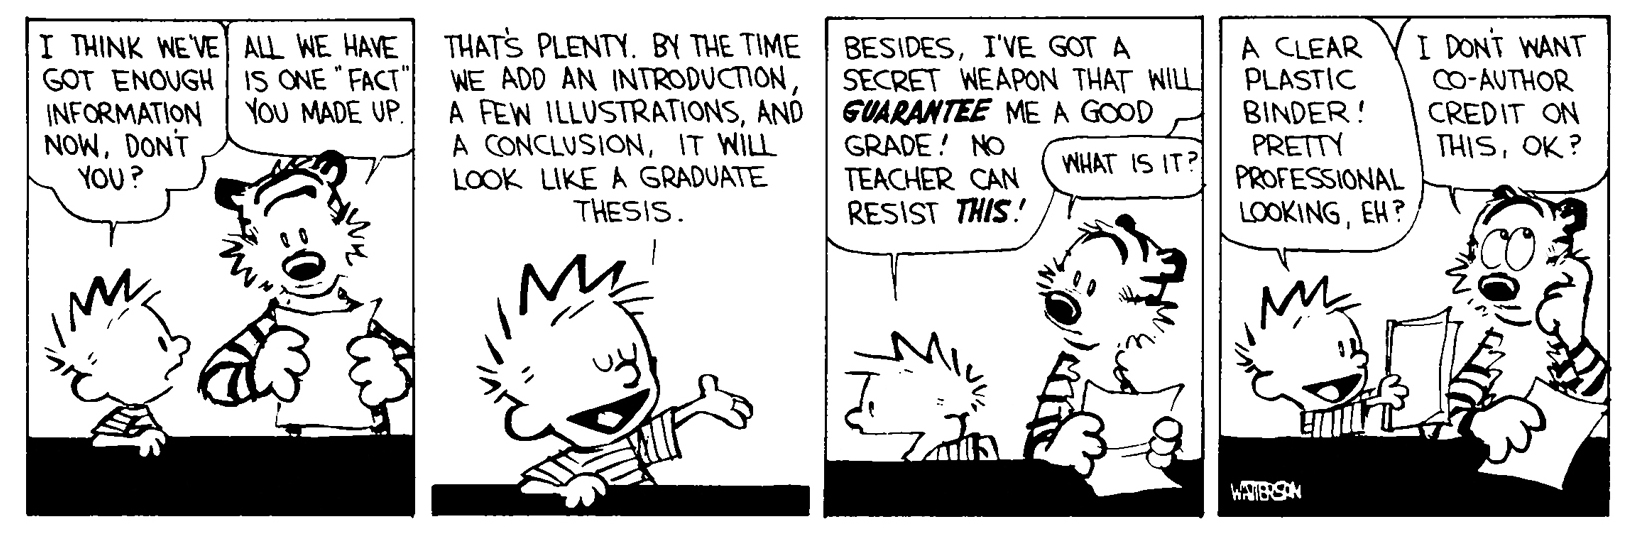 I THINK WE'VE
GOT ENOUGH
INFORMATION
NOW, DON'T
YOU?
ALL WE HAVE
IS ONE "FACT"
YOU MADE UP.
THAT'S PLENTY. BY THE TIME
WE ADD AN INTRODUCTION,
A FEW ILLUSTRATIONS, AND
A CONCLUSION, IT WILL
LOOK LIKE A GRADUATE
THESIS.
BESIDES, I'VE GOT A
SECRET WEAPON THAT WILL
GUARANTEE ME A GOOD
GRADE! NO
TEACHER CAN
RESIST THIS!
WHAT IS IT?
A CLEAR
PLASTIC
BINDER!
PRETTY
PROFESSIONAL
LOOKING, EH?
I DON'T WANT
CO-AUTHOR
CREDIT ON
THIS, OK?
WATTERSON